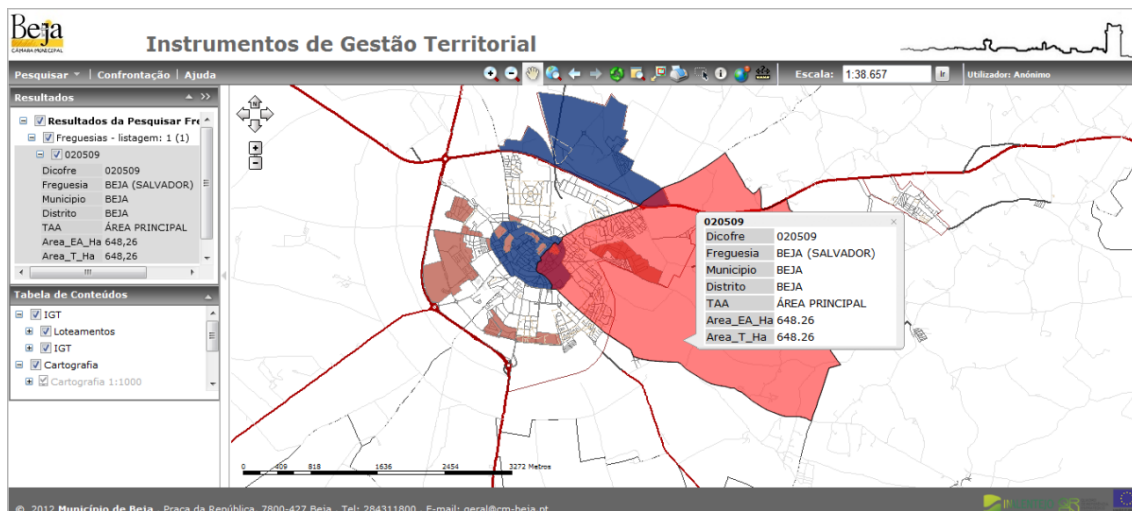 Beja
CÂMARA MUNICIPAL
Instrumentos de Gestão Territorial
Pesquisar | Confrontação | Ajuda
Escala: 1:38.657 Ir Utilizador: Anónimo
Resultados
Resultados da Pesquisar Fre
Freguesias - listagem: 1 (1)
020509
Dicofre 020509
Freguesia BEJA (SALVADOR)
Municipio BEJA
Distrito BEJA
TAA ÁREA PRINCIPAL
Area_EA_Ha 648,26
Area_T_Ha 648,26
Tabela de Conteúdos
IGT
Loteamentos
IGT
Cartografia
Cartografia 1:1000
N
020509
Dicofre 020509
Freguesia BEJA (SALVADOR)
Municipio BEJA
Distrito BEJA
TAA ÁREA PRINCIPAL
Area_EA_Ha 648.26
Area_T_Ha 648.26
0 409 818 1636 2454 3272 Metros
© 2012 Município de Beja . Praça da República, 7800-427 Beja . Tel: 284311800 . E-mail: geral@cm-beja.pt